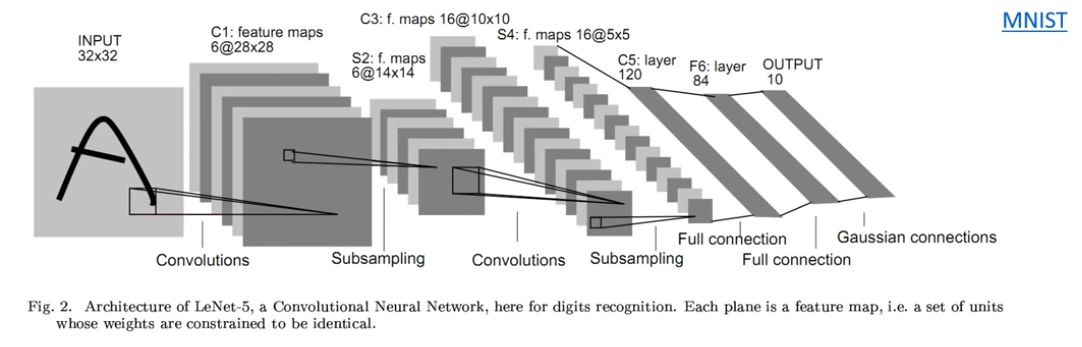 MNIST
INPUT
32x32
C1: feature maps
6@28x28
S2: f. maps
6@14x14
C3: f. maps 16@10x10
S4: f. maps 16@5x5
C5: layer
120
F6: layer
84
OUTPUT
10
Convolutions
Subsampling
Convolutions
Subsampling
Full connection
Full connection
Gaussian connections
Fig. 2. Architecture of LeNet-5, a Convolutional Neural Network, here for digits recognition. Each plane is a feature map, i.e. a set of units
whose weights are constrained to be identical.